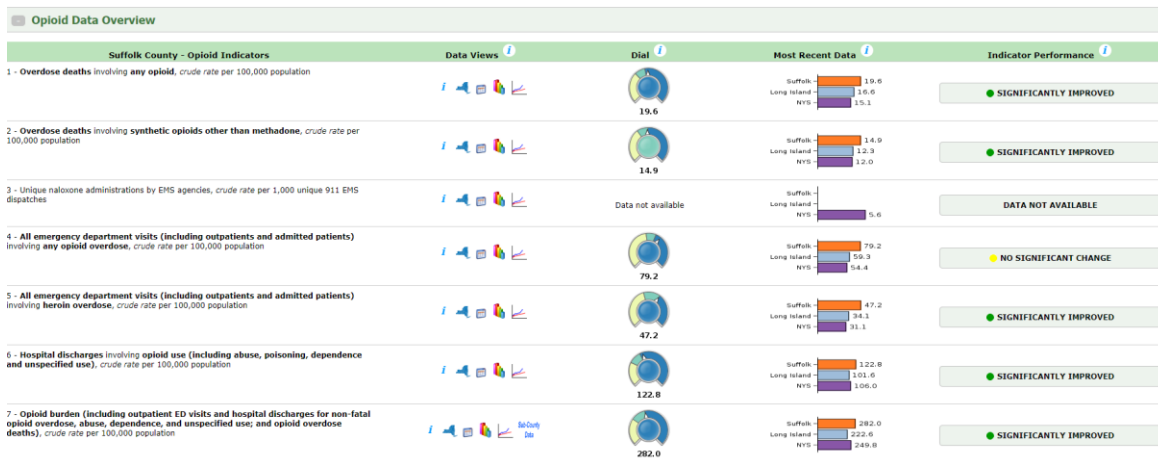 Opioid Data Overview
Suffolk County - Opioid Indicators Data Views i Dial i Most Recent Data i Indicator Performance i
1 - Overdose deaths involving any opioid, crude rate per 100,000 population
i
19.6
Suffolk 19.6
Long Island 16.6
NYS 15.1
SIGNIFICANTLY IMPROVED
2 - Overdose deaths involving synthetic opioids other than methadone, crude rate per
100,000 population
i
14.9
Suffolk 14.9
Long Island 12.3
NYS 12.0
SIGNIFICANTLY IMPROVED
3 - Unique naloxone administrations by EMS agencies, crude rate per 1,000 unique 911 EMS
dispatches
i
Data not available
Suffolk
Long Island
NYS 5.6
DATA NOT AVAILABLE
4 - All emergency department visits (including outpatients and admitted patients)
involving any opioid overdose, crude rate per 100,000 population
i
79.2
Suffolk 79.2
Long Island 59.3
NYS 54.4
NO SIGNIFICANT CHANGE
5 - All emergency department visits (including outpatients and admitted patients)
involving heroin overdose, crude rate per 100,000 population
i
47.2
Suffolk 47.2
Long Island 34.1
NYS 31.1
SIGNIFICANTLY IMPROVED
6 - Hospital discharges involving opioid use (including abuse, poisoning, dependence
and unspecified use), crude rate per 100,000 population
i
122.8
Suffolk 122.8
Long Island 101.6
NYS 106.0
SIGNIFICANTLY IMPROVED
7 - Opioid burden (including outpatient ED visits and hospital discharges for non-fatal
opioid overdose, abuse, dependence, and unspecified use; and opioid overdose
deaths), crude rate per 100,000 population
i
Sub-County
Data
282.0
Suffolk 282.0
Long Island 222.6
NYS 249.8
SIGNIFICANTLY IMPROVED